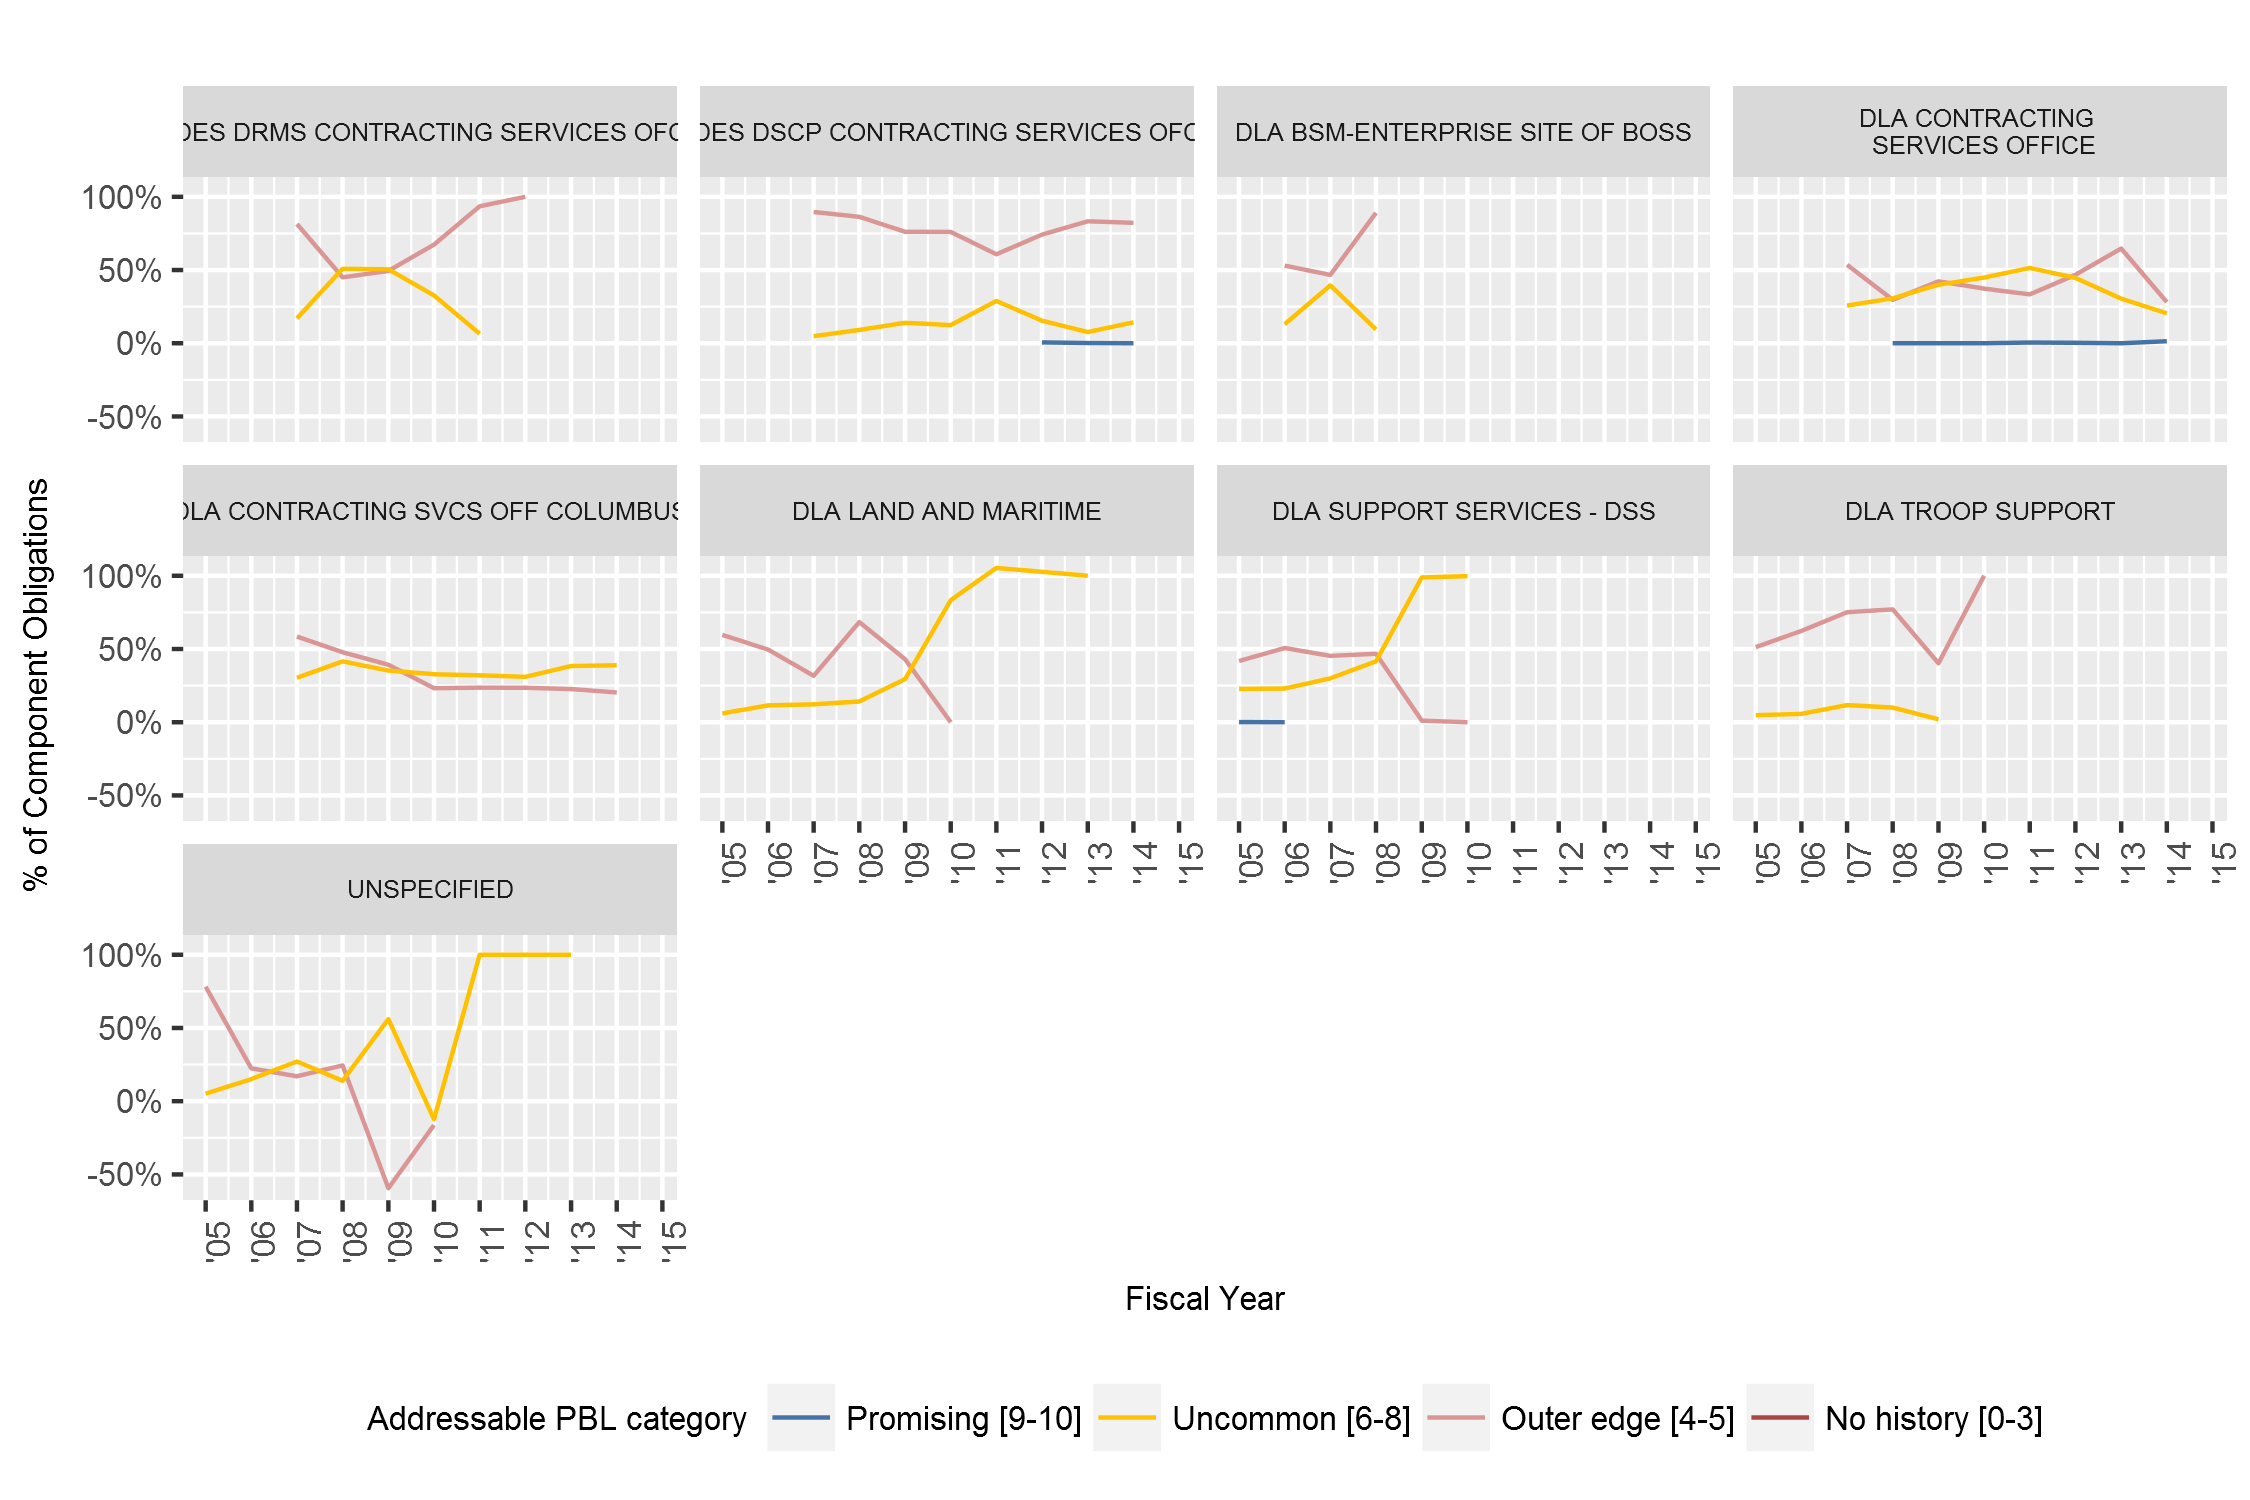 DES DRMS CONTRACTING SERVICES OFC
DES DSCP CONTRACTING SERVICES OFC
DLA BSM-ENTERPRISE SITE OF BOSS
DLA CONTRACTING
SERVICES OFFICE
100%
50%
0%
-50%
DLA CONTRACTING SVCS OFF COLUMBUS
DLA LAND AND MARITIME
DLA SUPPORT SERVICES - DSS
DLA TROOP SUPPORT
100%
50%
0%
-50%
'05 '06 '07 '08 '09 '10 '11 '12 '13 '14 '15
'05 '06 '07 '08 '09 '10 '11 '12 '13 '14 '15
'05 '06 '07 '08 '09 '10 '11 '12 '13 '14 '15
UNSPECIFIED
100%
50%
0%
-50%
'05 '06 '07 '08 '09 '10 '11 '12 '13 '14 '15
% of Component Obligations
Fiscal Year
Addressable PBL category
Promising [9-10]
Uncommon [6-8]
Outer edge [4-5]
No history [0-3]